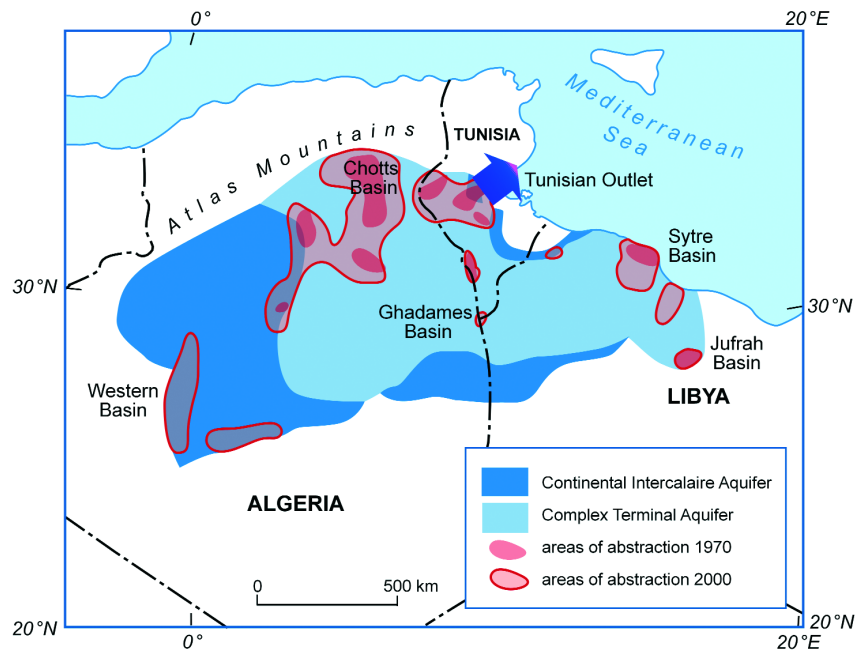 0°
20°E
Mediterranean
Sea
TUNISIA
Atlas Mountains
Chotts
Basin
Tunisian Outlet
Sytre
Basin
30°N
30°N
Ghadames
Basin
Jufrah
Basin
Western
Basin
LIBYA
ALGERIA
Continental Intercalaire Aquifer
Complex Terminal Aquifer
areas of abstraction 1970
areas of abstraction 2000
0
500 km
20°N
20°N
0°
20°E